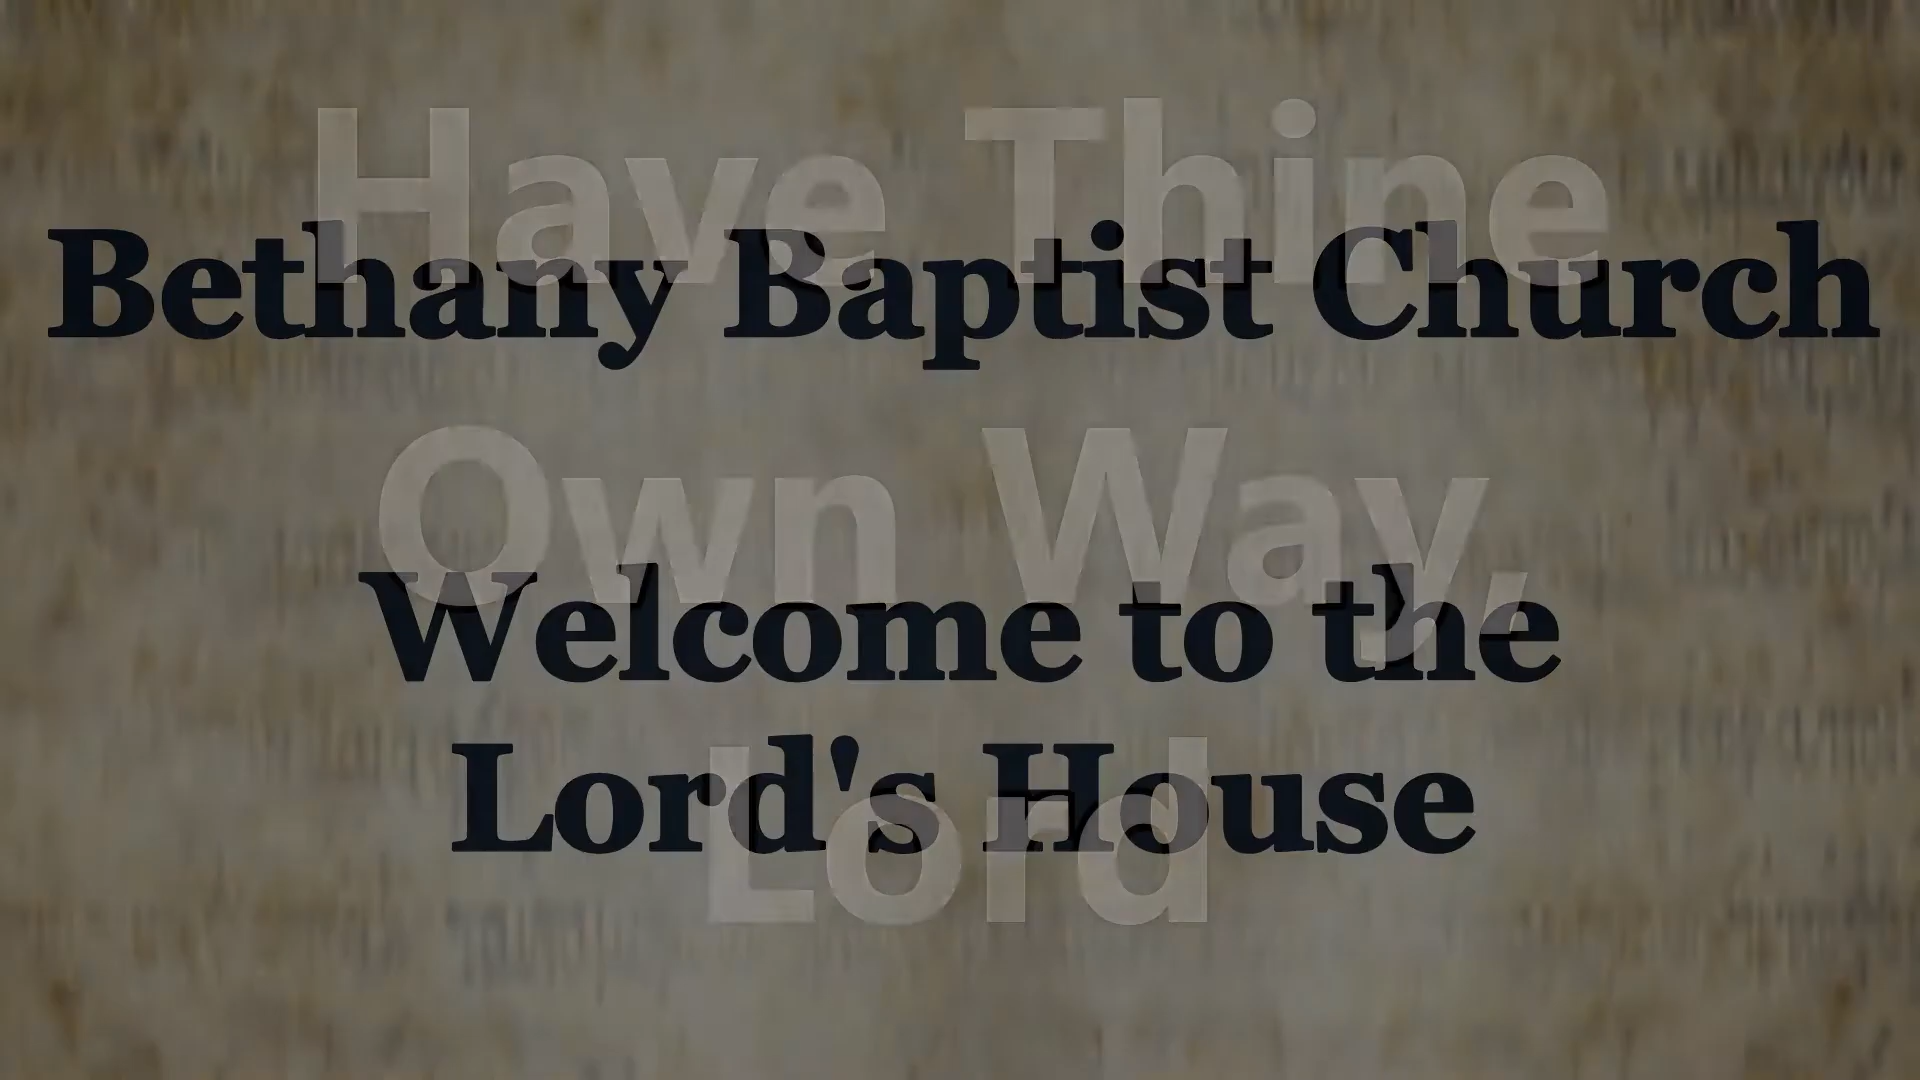 Have Thine
Bethany Baptist Church
Own Way,
Welcome to the
Lord's House
Lord